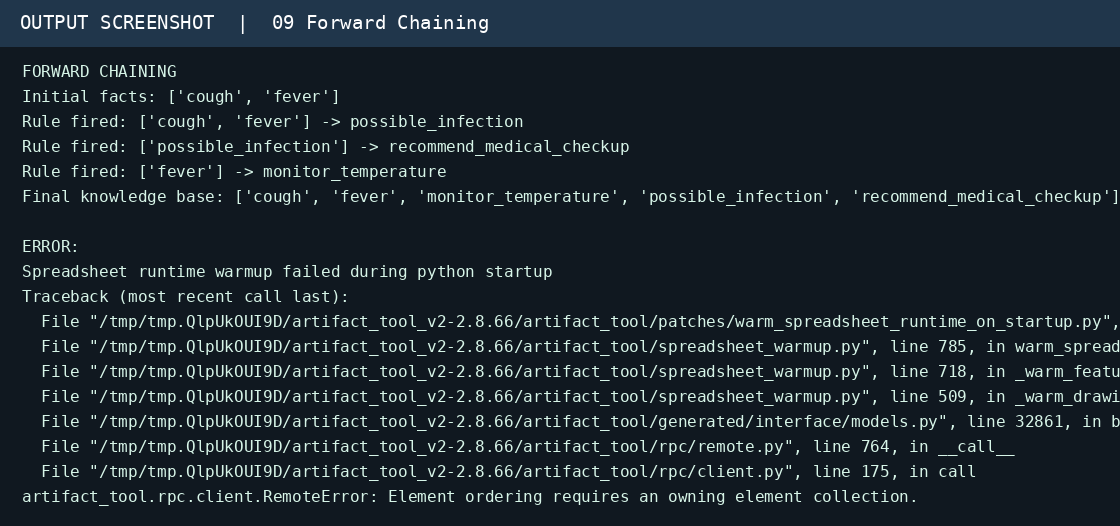 OUTPUT SCREENSHOT | 09 Forward Chaining
FORWARD CHAINING
Initial facts: ['cough', 'fever']
Rule fired: ['cough', 'fever'] -> possible_infection
Rule fired: ['possible_infection'] -> recommend_medical_checkup
Rule fired: ['fever'] -> monitor_temperature
Final knowledge base: ['cough', 'fever', 'monitor_temperature', 'possible_infection', 'recommend_medical_checkup']
ERROR:
Spreadsheet runtime warmup failed during python startup
Traceback (most recent call last):
File "/tmp/tmp.QlpUkOUI9D/artifact_tool_v2-2.8.66/artifact_tool/patches/warm_spreadsheet_runtime_on_startup.py",
File "/tmp/tmp.QlpUkOUI9D/artifact_tool_v2-2.8.66/artifact_tool/spreadsheet_warmup.py", line 785, in warm_spread
File "/tmp/tmp.QlpUkOUI9D/artifact_tool_v2-2.8.66/artifact_tool/spreadsheet_warmup.py", line 718, in _warm_featu
File "/tmp/tmp.QlpUkOUI9D/artifact_tool_v2-2.8.66/artifact_tool/spreadsheet_warmup.py", line 509, in _warm_drawi
File "/tmp/tmp.QlpUkOUI9D/artifact_tool_v2-2.8.66/artifact_tool/generated/interface/models.py", line 32861, in b
File "/tmp/tmp.QlpUkOUI9D/artifact_tool_v2-2.8.66/artifact_tool/rpc/remote.py", line 764, in __call__
File "/tmp/tmp.QlpUkOUI9D/artifact_tool_v2-2.8.66/artifact_tool/rpc/client.py", line 175, in call
artifact_tool.rpc.client.RemoteError: Element ordering requires an owning element collection.